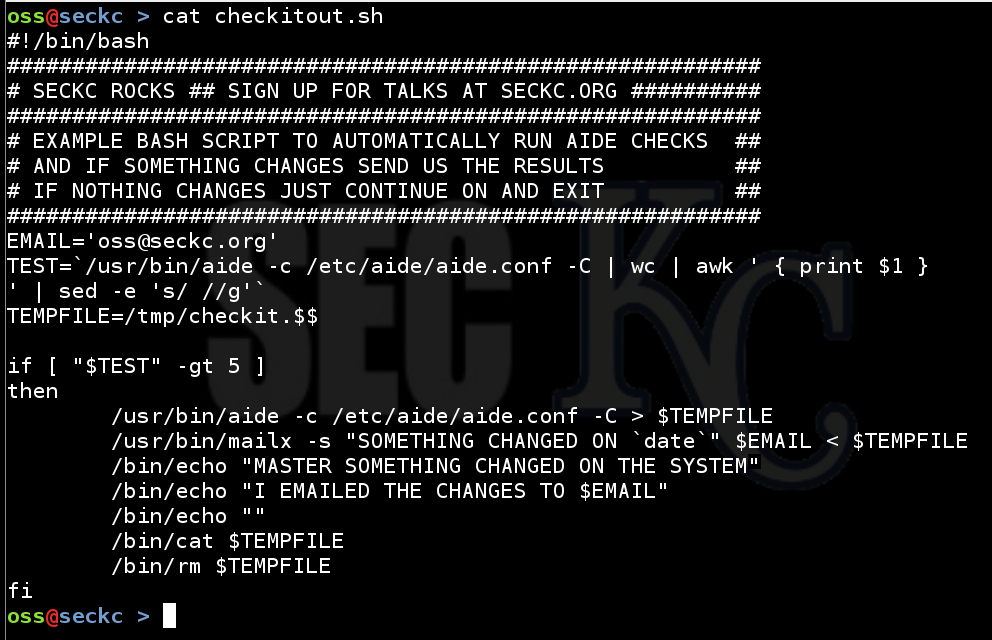 oss@seckc > cat checkitout.sh
#!/bin/bash
##########################################################
# SECKC ROCKS ## SIGN UP FOR TALKS AT SECKC.ORG ##########
##########################################################
# EXAMPLE BASH SCRIPT TO AUTOMATICALLY RUN AIDE CHECKS  ##
# AND IF SOMETHING CHANGES SEND US THE RESULTS          ##
# IF NOTHING CHANGES JUST CONTINUE ON AND EXIT          ##
##########################################################
EMAIL='oss@seckc.org'
TEST=`/usr/bin/aide -c /etc/aide/aide.conf -C | wc | awk ' { print $1 }
' | sed -e 's/ //g'`
TEMPFILE=/tmp/checkit.$$

if [ "$TEST" -gt 5 ]
then
        /usr/bin/aide -c /etc/aide/aide.conf -C > $TEMPFILE
        /usr/bin/mailx -s "SOMETHING CHANGED ON `date`" $EMAIL < $TEMPFILE
        /bin/echo "MASTER SOMETHING CHANGED ON THE SYSTEM"
        /bin/echo "I EMAILED THE CHANGES TO $EMAIL"
        /bin/echo ""
        /bin/cat $TEMPFILE
        /bin/rm $TEMPFILE
fi
oss@seckc >
SEC KC